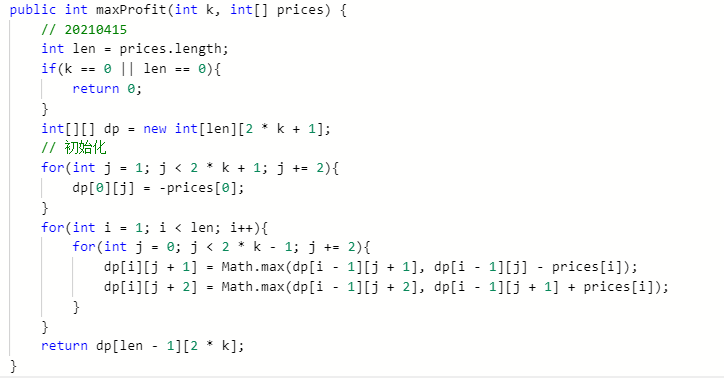 public int maxProfit(int k, int[] prices) {
    // 20210415
    int len = prices.length;
    if(k == 0 || len == 0){
        return 0;
    }
    int[][] dp = new int[len][2 * k + 1];
    // 初始化
    for(int j = 1; j < 2 * k + 1; j += 2){
        dp[0][j] = -prices[0];
    }
    for(int i = 1; i < len; i++){
        for(int j = 0; j < 2 * k - 1; j += 2){
            dp[i][j + 1] = Math.max(dp[i - 1][j + 1], dp[i - 1][j] - prices[i]);
            dp[i][j + 2] = Math.max(dp[i - 1][j + 2], dp[i - 1][j + 1] + prices[i]);
        }
    }
    return dp[len - 1][2 * k];
}